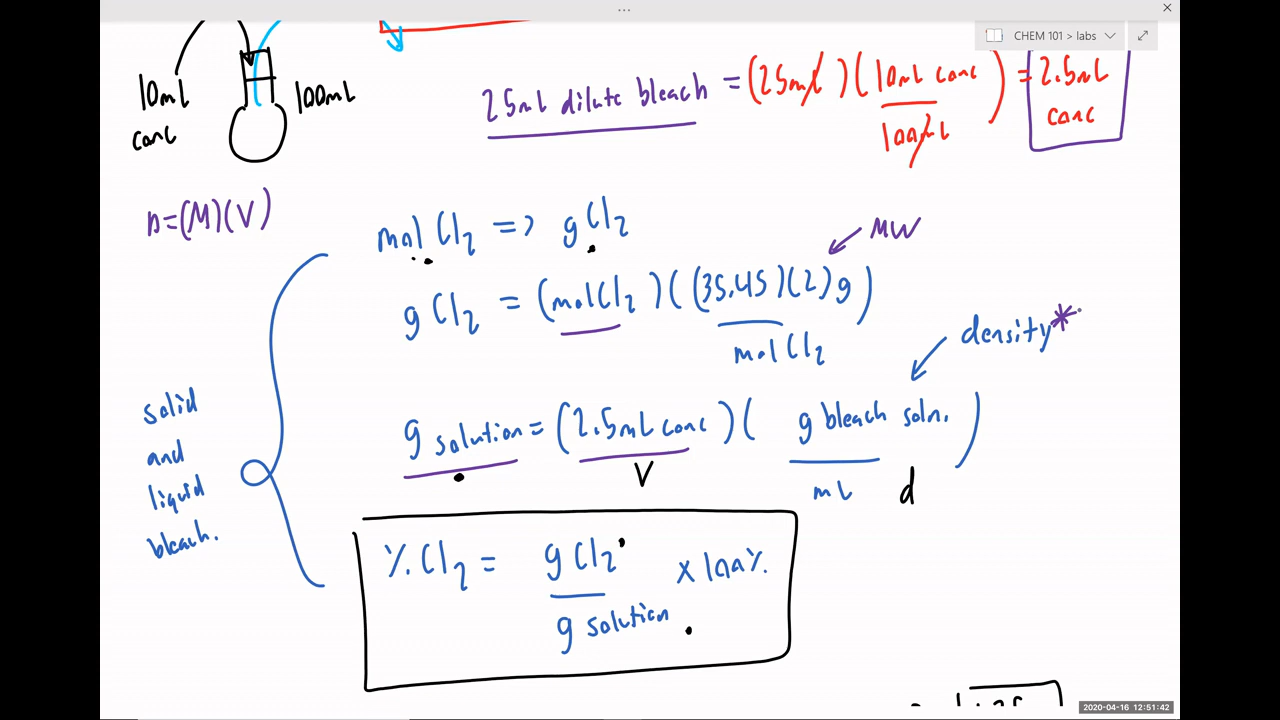 CHEM 101 > labs
10mL conc
100mL
25mL dilute bleach = (25mL)(10mL conc / 100mL) = 2.5mL conc
n=(M)(V)
mol Cl2 => g Cl2
MW
g Cl2 = (mol Cl2)((35.45)(2)g / mol Cl2)
density*
g solution = (2.5mL conc)(g bleach soln. / mL)
V
d
solid
and
liquid
bleach.
%Cl2 = g Cl2 / g solution x 100%
2020-04-16 12:51:42